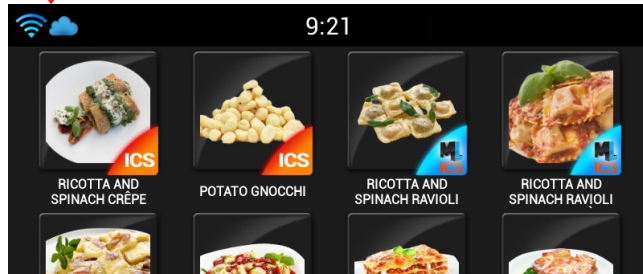 9:21
ICS
ICS
M
ICS
M
ICS
RICOTTA AND
SPINACH CRÊPE
POTATO GNOCCHI
RICOTTA AND
SPINACH RAVIOLI
RICOTTA AND
SPINACH RAVIOLI